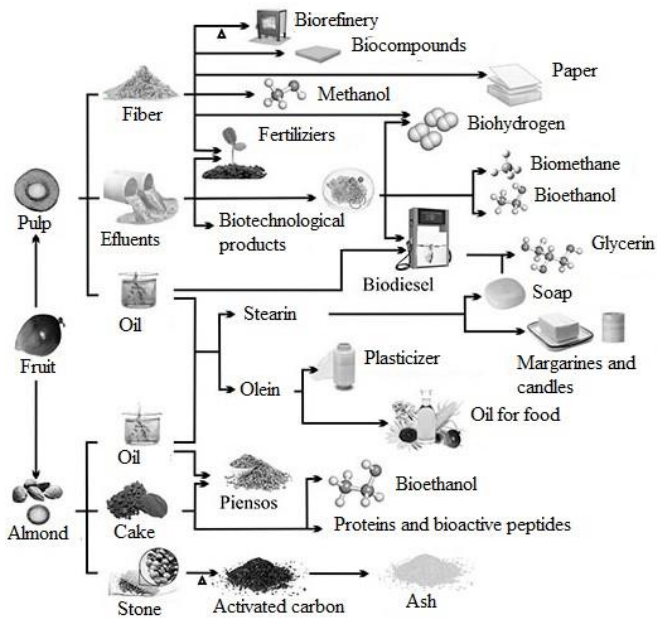 Biorefinery
Δ
Biocompounds
Paper
Fiber
Methanol
Fertiliziers
Biohydrogen
Biomethane
Bioethanol
Pulp
Efluents
Biotechnological
products
Glycerin
Biodiesel
Soap
Oil
Stearin
Fruit
Plasticizer
Margarines and
candles
Olein
Oil for food
Oil
Bioethanol
Piensos
Almond
Cake
Proteins and bioactive peptides
Δ
Stone
Activated carbon
Ash